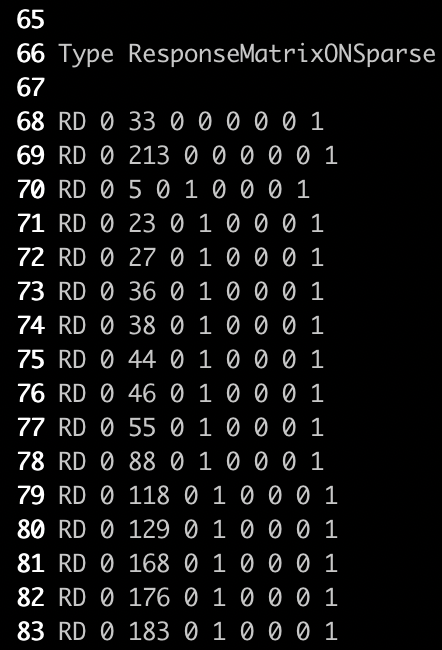 65
66 Type ResponseMatrixONSparse
67
68 RD 0 33 0 0 0 0 0 1
69 RD 0 213 0 0 0 0 0 1
70 RD 0 5 0 1 0 0 0 1
71 RD 0 23 0 1 0 0 0 1
72 RD 0 27 0 1 0 0 0 1
73 RD 0 36 0 1 0 0 0 1
74 RD 0 38 0 1 0 0 0 1
75 RD 0 44 0 1 0 0 0 1
76 RD 0 46 0 1 0 0 0 1
77 RD 0 55 0 1 0 0 0 1
78 RD 0 88 0 1 0 0 0 1
79 RD 0 118 0 1 0 0 0 1
80 RD 0 129 0 1 0 0 0 1
81 RD 0 168 0 1 0 0 0 1
82 RD 0 176 0 1 0 0 0 1
83 RD 0 183 0 1 0 0 0 1